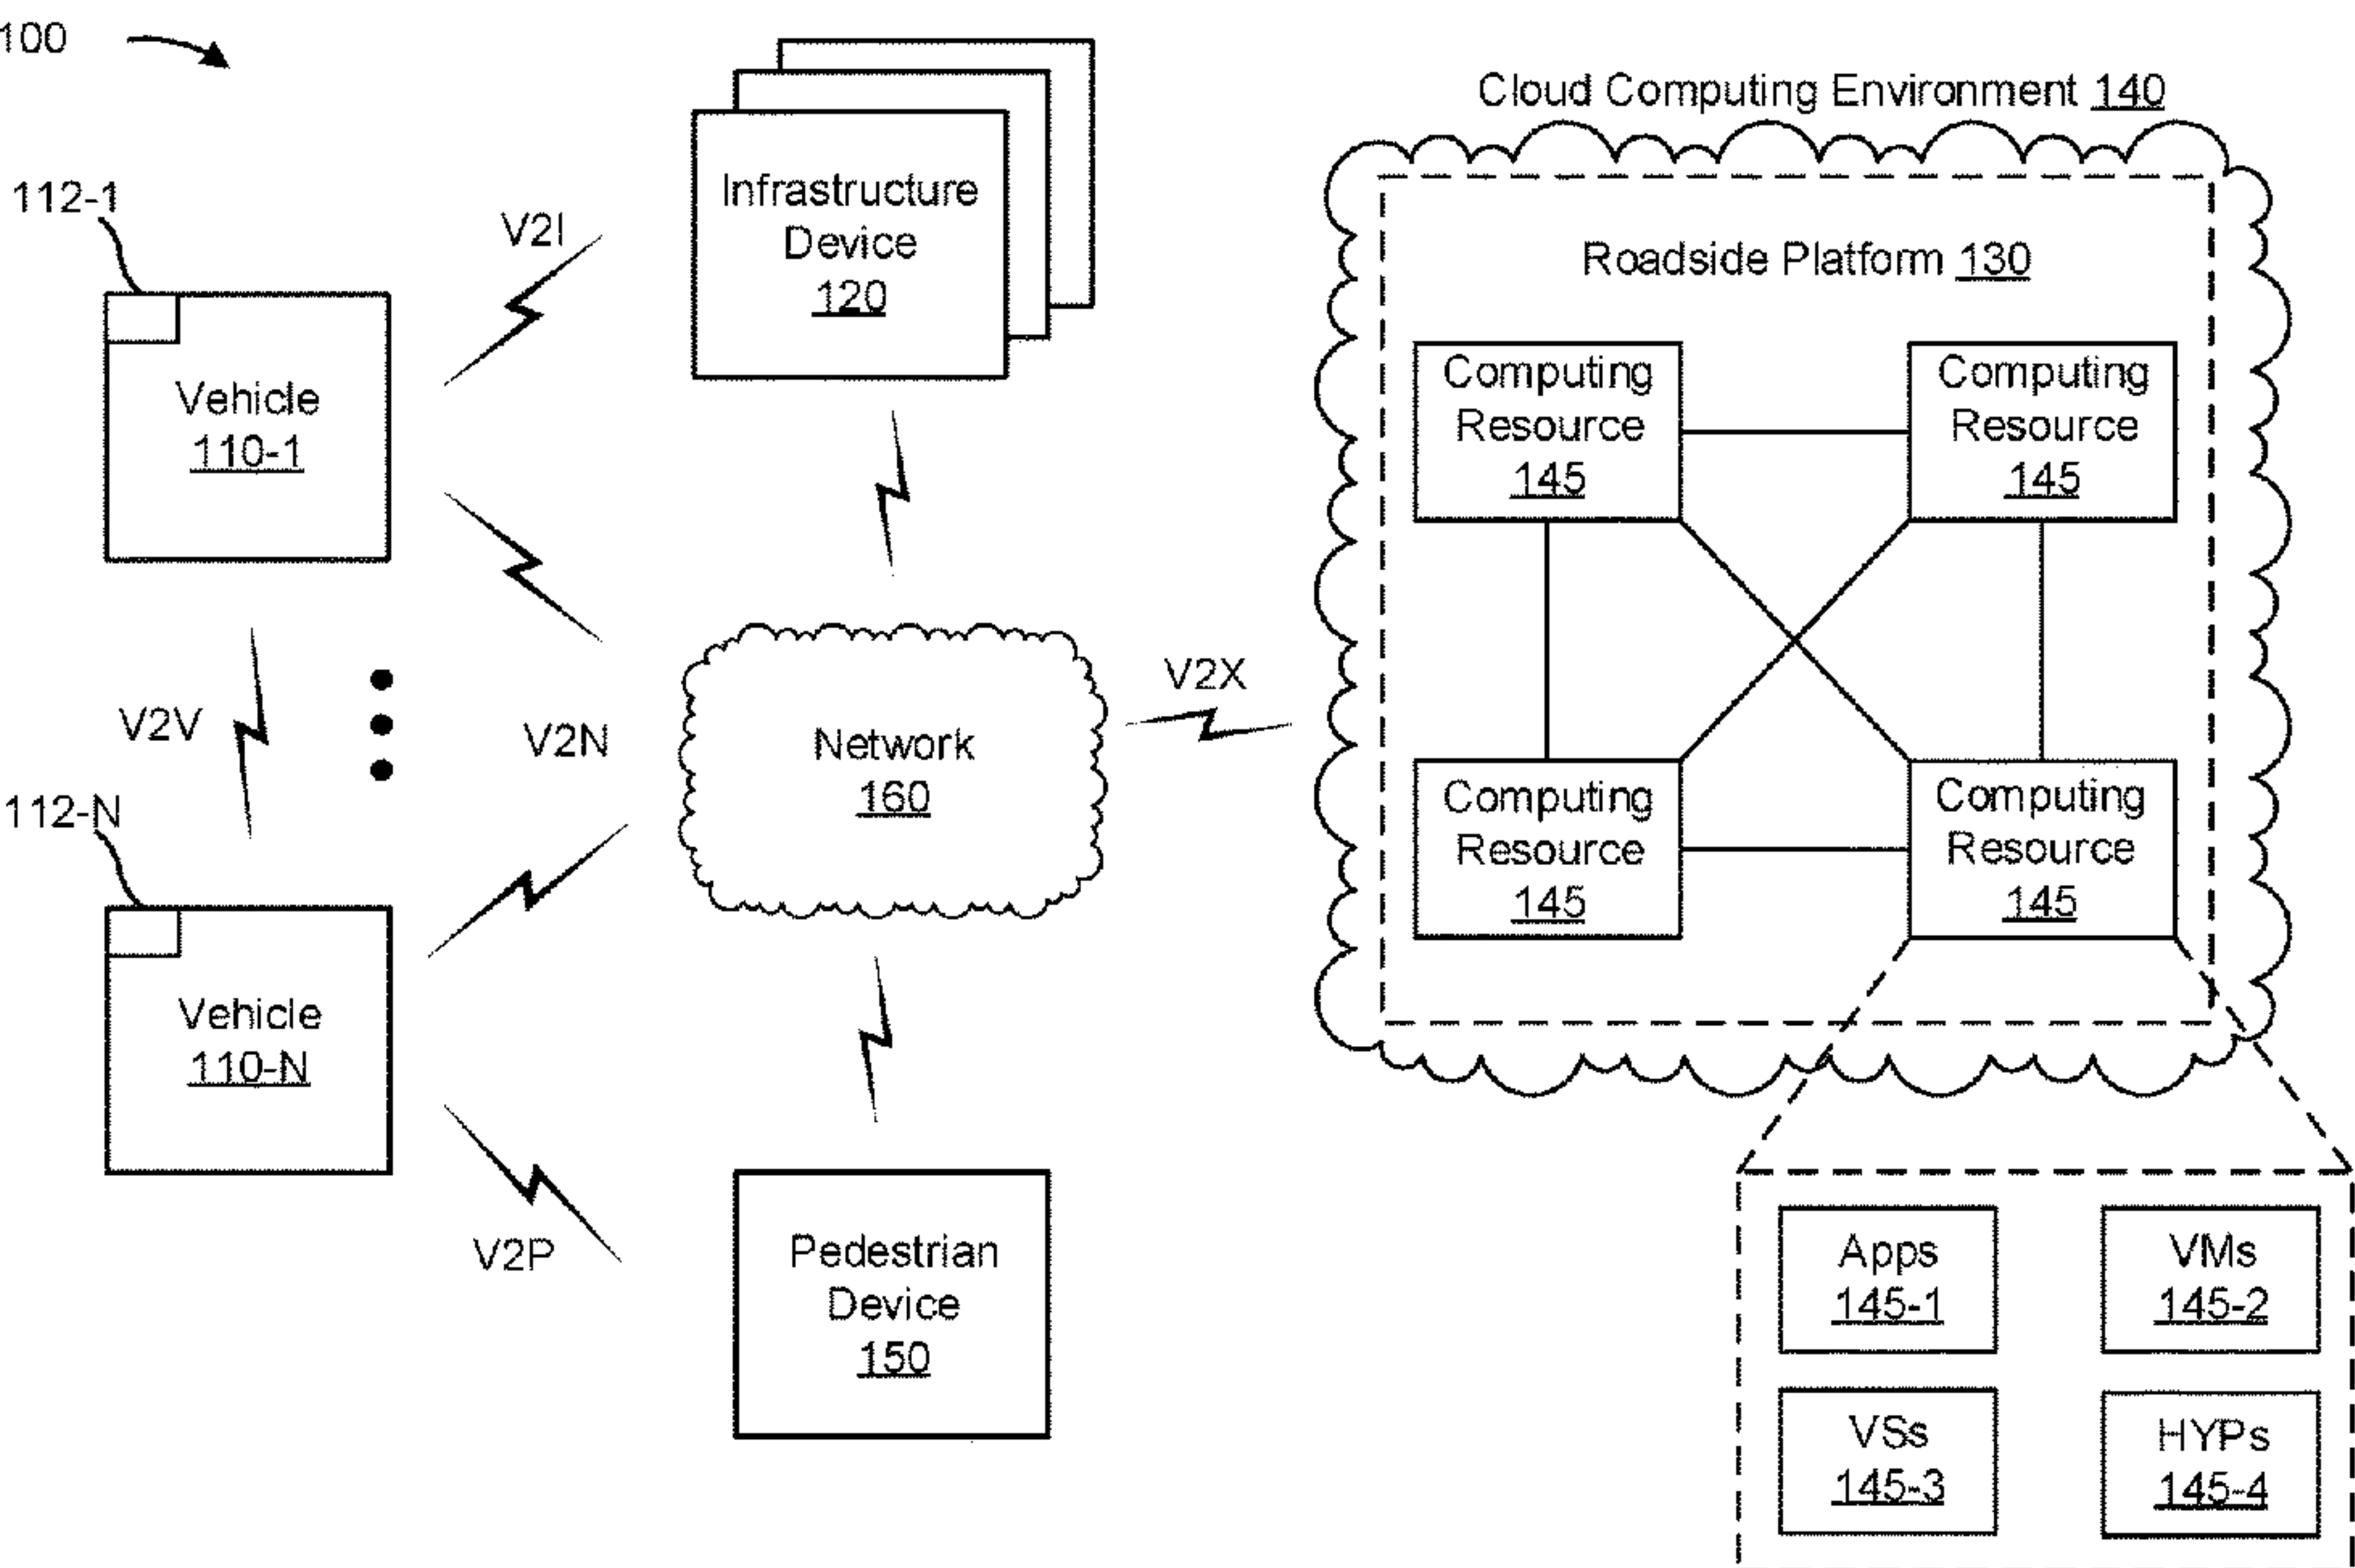 100
Cloud Computing Environment 140
112-1
Infrastructure
Device
120
V2I
Roadside Platform 130
Vehicle
110-1
Computing
Resource
145
Computing
Resource
145
V2V
V2N
Network
160
V2X
112-N
Computing
Resource
145
Computing
Resource
145
Vehicle
110-N
V2P
Pedestrian
Device
150
Apps
145-1
VMs
145-2
VSs
145-3
HYPs
145-4